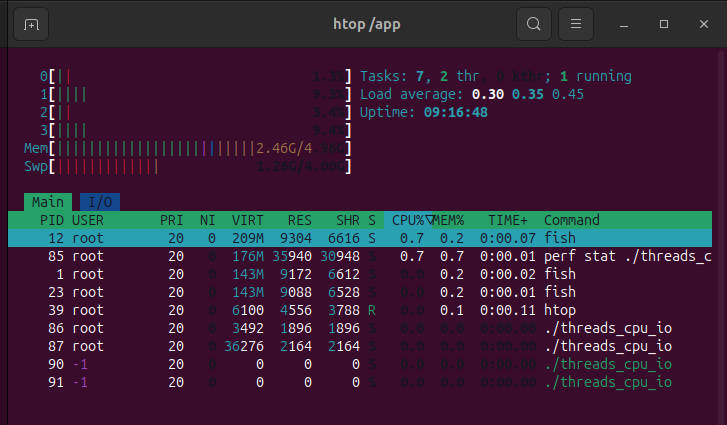 htop /app
0[|| 1.3%] Tasks: 7, 2 thr, 0 kthr; 1 running
1[|||| 9.3%] Load average: 0.30 0.35 0.45
2[|| 3.4%] Uptime: 09:16:48
3[|||| 9.4%]
Mem[||||||||||||||||||||||||||2.46G/4.98G]
Swp[||||||||||||| 1.26G/4.00G]
Main I/O
PID USER PRI NI VIRT RES SHR S CPU%▽MEM% TIME+ Command
12 root 20 0 209M 9304 6616 S 0.7 0.2 0:00.07 fish
85 root 20 0 176M 35940 30948 S 0.7 0.7 0:00.01 perf stat ./threads_c
1 root 20 0 143M 9172 6612 S 0.0 0.2 0:00.02 fish
23 root 20 0 143M 9088 6528 S 0.0 0.2 0:00.01 fish
39 root 20 0 6100 4556 3788 R 0.0 0.1 0:00.11 htop
86 root 20 0 3492 1896 1896 S 0.0 0.0 0:00.00 ./threads_cpu_io
87 root 20 0 36276 2164 2164 S 0.0 0.0 0:00.00 ./threads_cpu_io
90 -1 20 0 0 0 0 S 0.0 0.0 0:00.00 ./threads_cpu_io
91 -1 20 0 0 0 0 S 0.0 0.0 0:00.00 ./threads_cpu_io